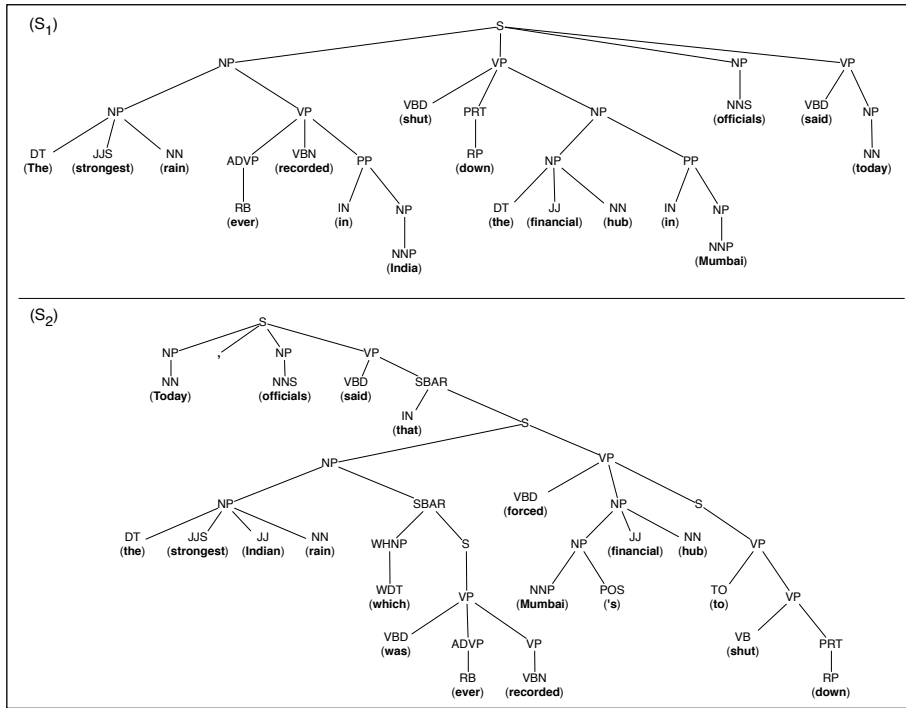 (S1)
S
NP VP NP VP
NP VP VBD (shut) PRT NP NNS (officials) VBD (said) NP
DT (The) JJS (strongest) NN (rain) ADVP VBN (recorded) PP RP (down) NP PP NN (today)
RB (ever) IN (in) NP DT (the) JJ (financial) NN (hub) IN (in) NP
NNP (India) NNP (Mumbai)
(S2)
S
NP , NP VP
NN (Today) NNS (officials) VBD (said) SBAR
IN (that) S
NP VP
NP SBAR VBD (forced) NP S
DT (the) JJS (strongest) JJ (Indian) NN (rain) WHNP S NP JJ (financial) NN (hub) VP
WDT (which) VP NNP (Mumbai) POS ('s) TO (to) VP
VBD (was) ADVP VP VB (shut) PRT
RB (ever) VBN (recorded) RP (down)